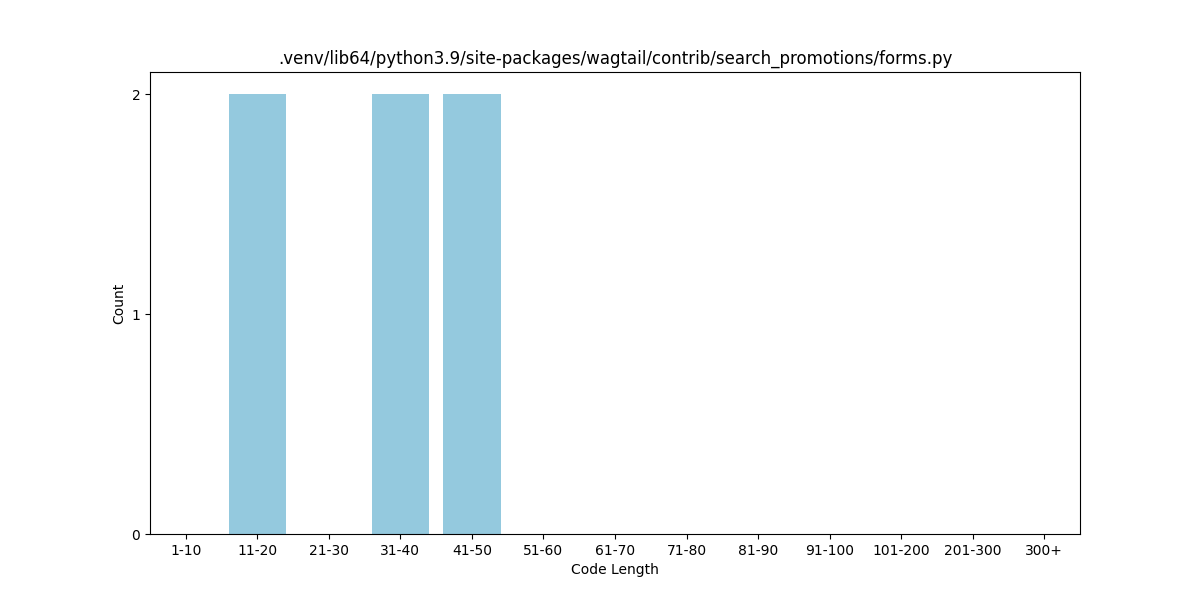 .venv/lib64/python3.9/site-packages/wagtail/contrib/search_promotions/forms.py
2
1
0
Count
1-10 11-20 21-30 31-40 41-50 51-60 61-70 71-80 81-90 91-100 101-200 201-300 300+
Code Length